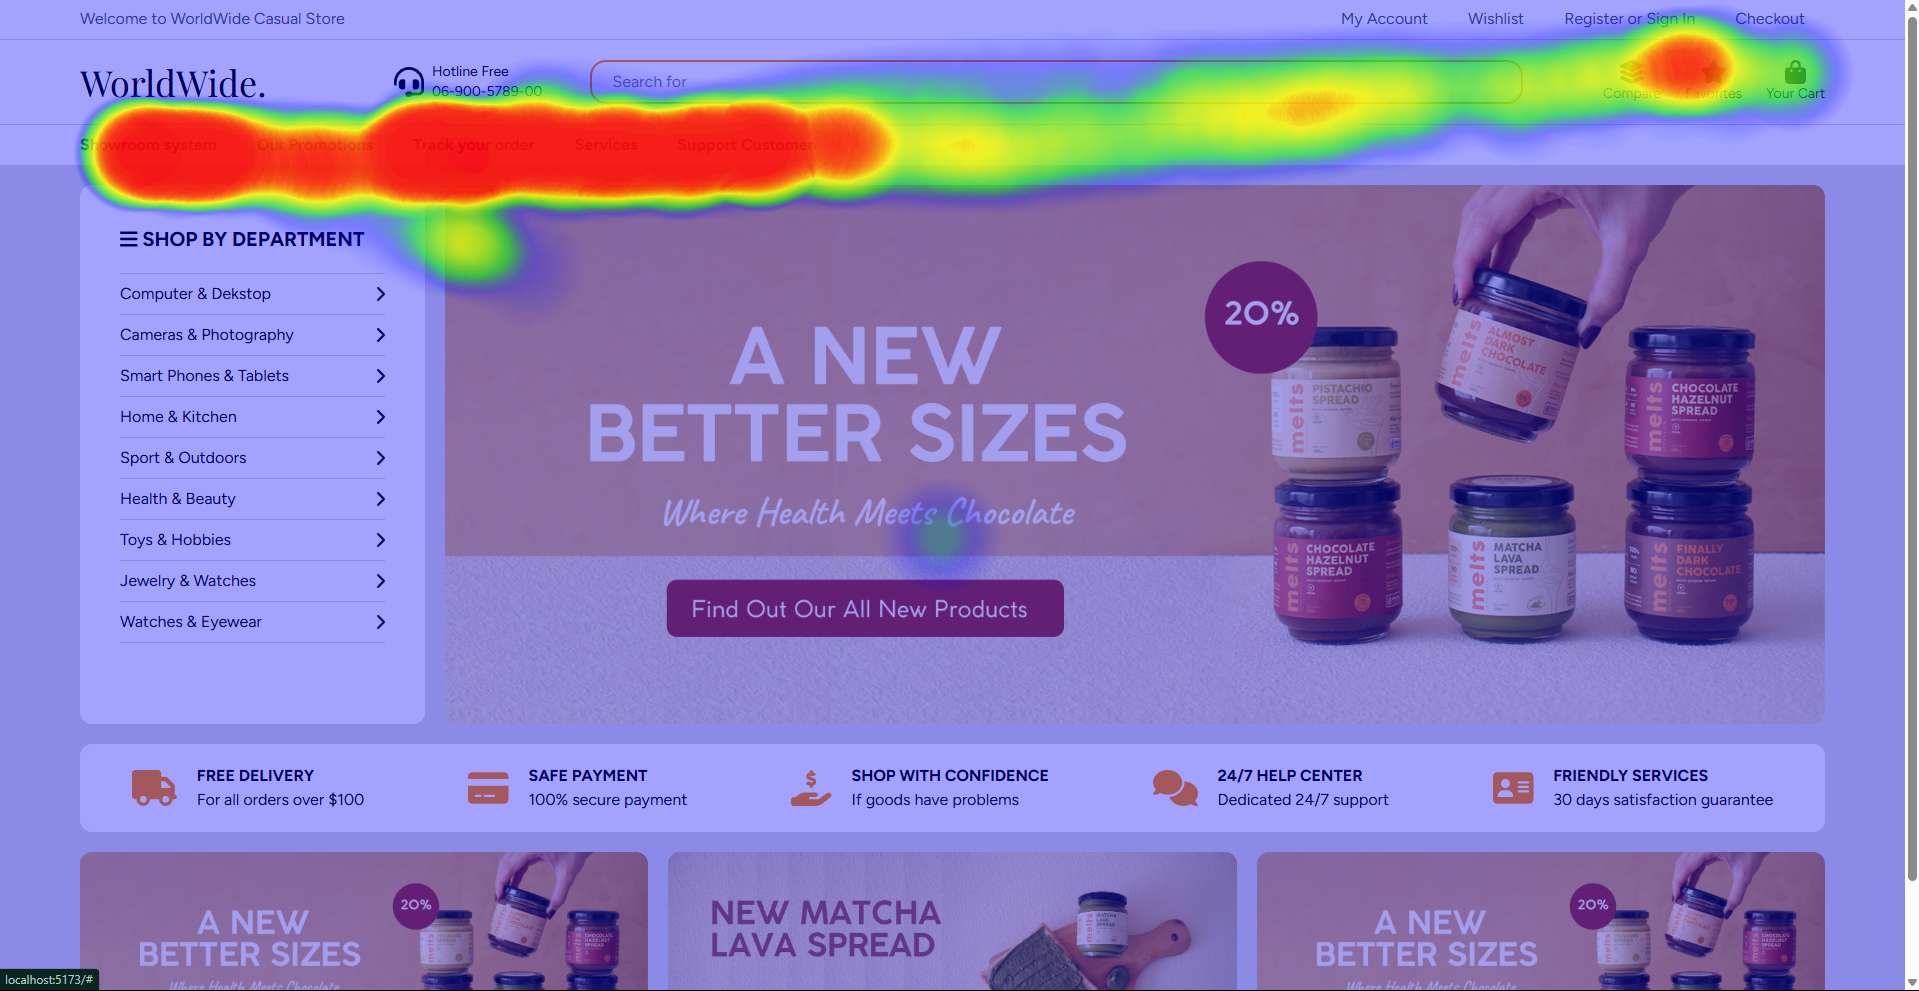 Welcome to WorldWide Casual Store
My Account
Wishlist
Register or Sign In
Checkout
WorldWide.
Hotline Free
06-900-5789-00
Search for
Compare
Favorites
Your Cart
Showroom system
Our Promotions
Track your order
Services
Support Customer
SHOP BY DEPARTMENT
Computer & Dekstop
Cameras & Photography
Smart Phones & Tablets
Home & Kitchen
Sport & Outdoors
Health & Beauty
Toys & Hobbies
Jewelry & Watches
Watches & Eyewear
A NEW
BETTER SIZES
Where Health Meets Chocolate
Find Out Our All New Products
20%
melts
ALMOST
DARK
CHOCOLATE
melts
PISTACHIO
SPREAD
melts
CHOCOLATE
HAZELNUT
SPREAD
melts
CHOCOLATE
HAZELNUT
SPREAD
melts
MATCHA
LAVA
SPREAD
melts
FINALLY
DARK
CHOCOLATE
FREE DELIVERY
For all orders over $100
SAFE PAYMENT
100% secure payment
SHOP WITH CONFIDENCE
If goods have problems
24/7 HELP CENTER
Dedicated 24/7 support
FRIENDLY SERVICES
30 days satisfaction guarantee
A NEW
BETTER SIZES
Where Health Meets Chocolate
20%
NEW MATCHA
LAVA SPREAD
A NEW
BETTER SIZES
Where Health Meets Chocolate
20%
localhost:5173/#